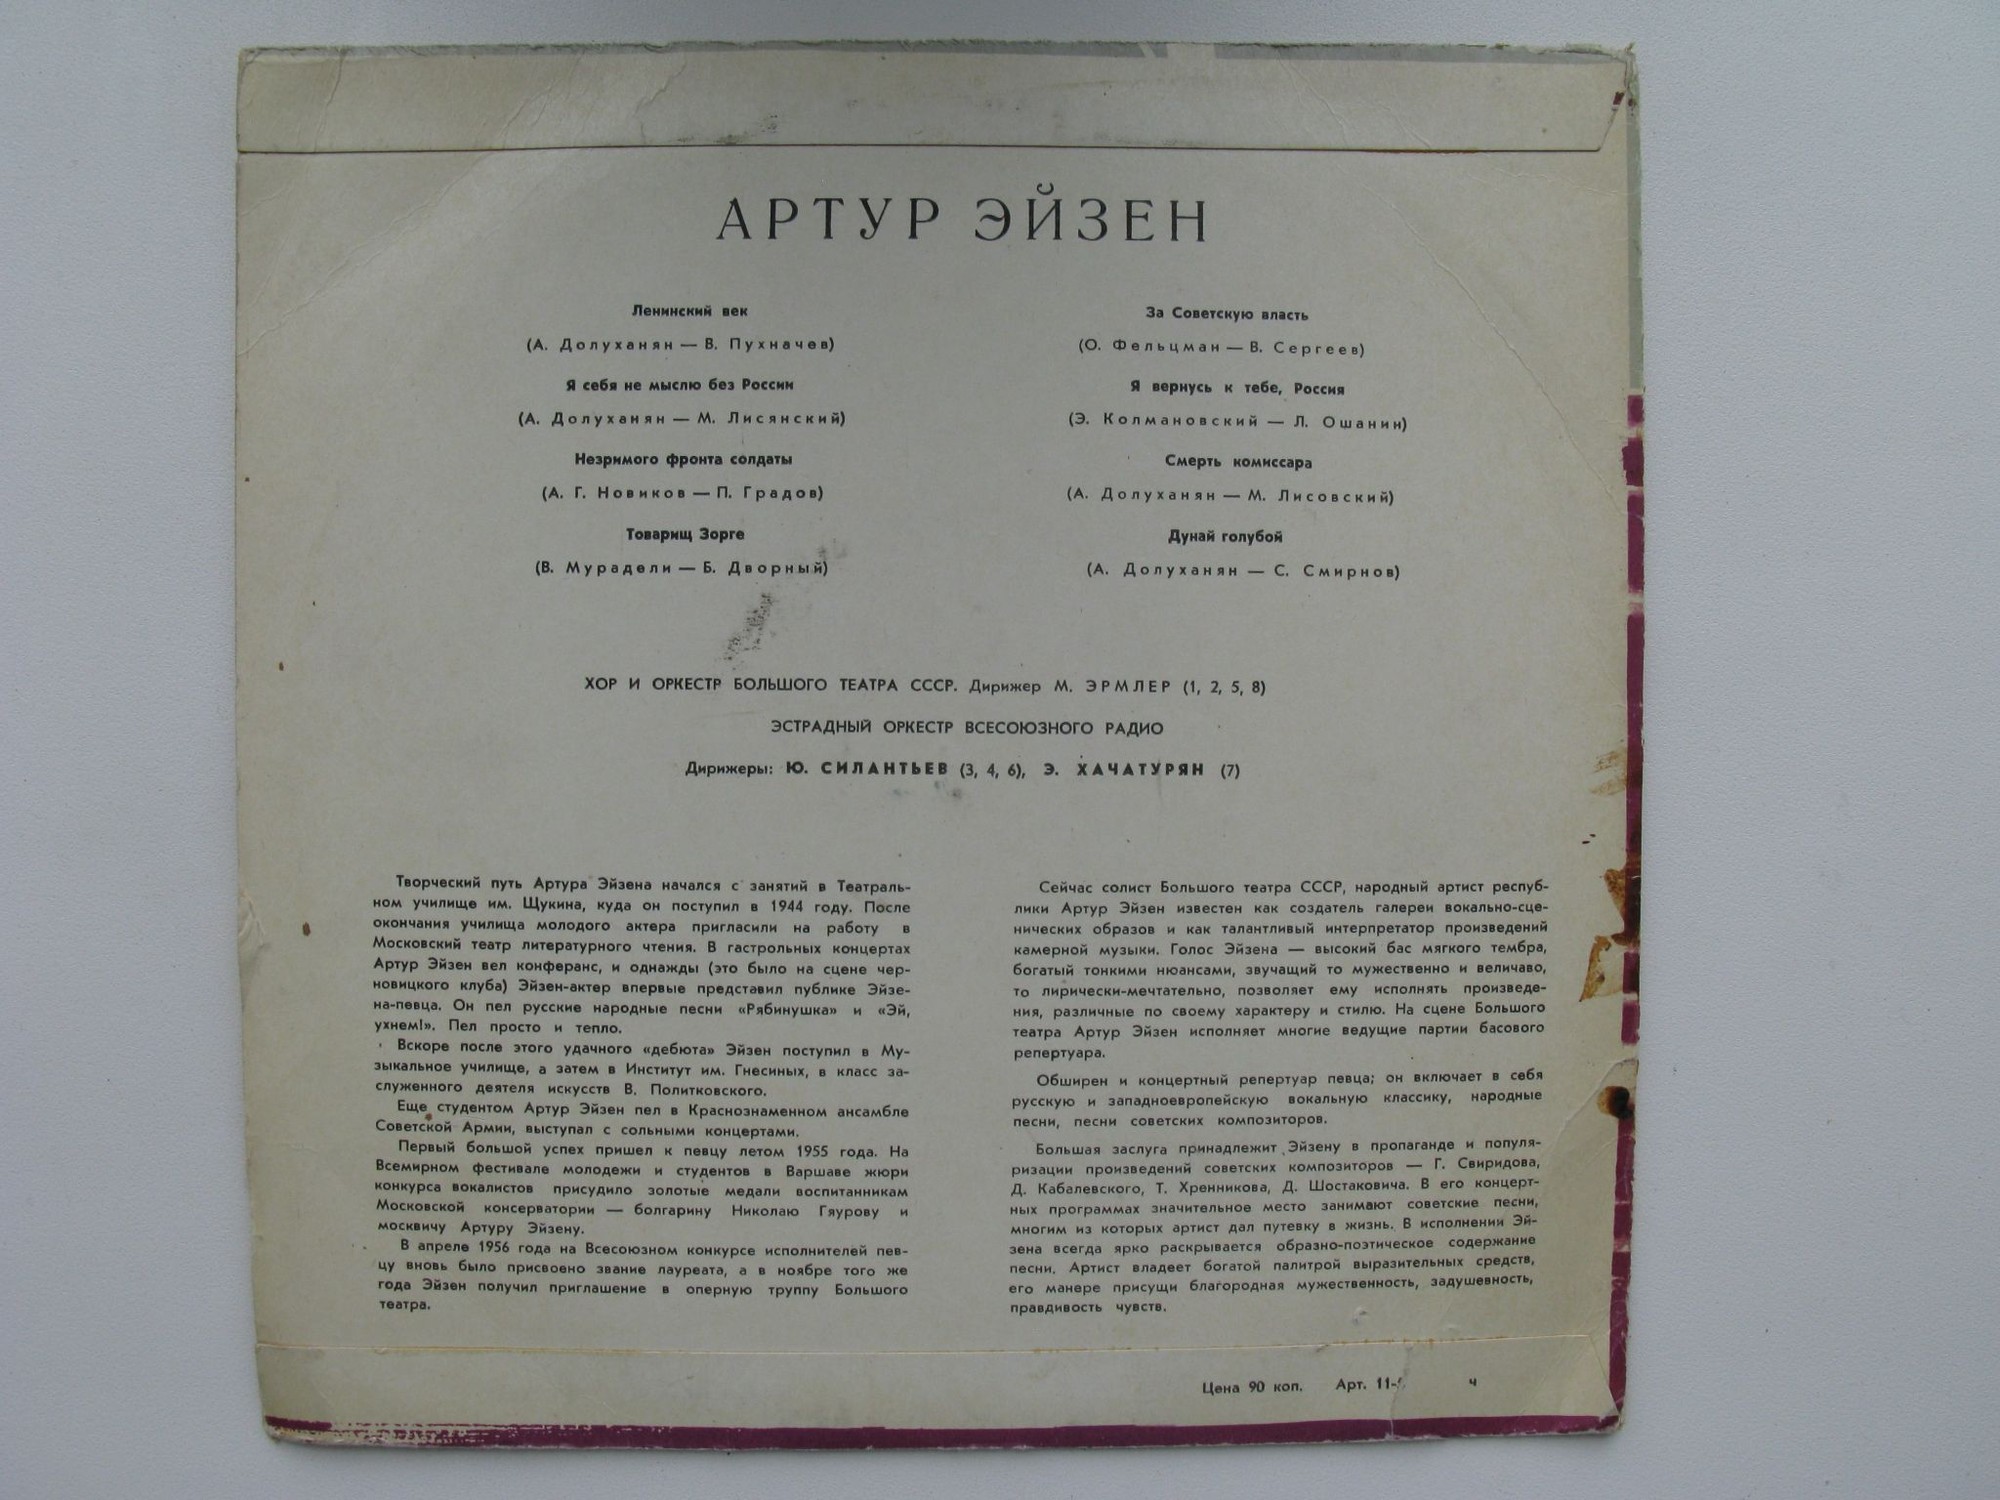 АРТУР ЭЙЗЕН
Ленинский век
(А. Долуханян — В. Пухначев)
Я себя не мыслю без России
(А. Долуханян — М. Лисянский)
Незримого фронта солдаты
(А. Г. Новиков — П. Градов)
Товарищ Зорге
(В. Мурадели — Б. Дворный)
За Советскую власть
(О. Фельцман — В. Сергеев)
Я вернусь к тебе, Россия
(Э. Колмановский — Л. Ошанин)
Смерть комиссара
(А. Долуханян — М. Лисовский)
Дунай голубой
(А. Долуханян — С. Смирнов)
ХОР И ОРКЕСТР БОЛЬШОГО ТЕАТРА СССР. Дирижер М. ЭРМЛЕР (1, 2, 5, 8)
ЭСТРАДНЫЙ ОРКЕСТР ВСЕСОЮЗНОГО РАДИО
Дирижеры: Ю. СИЛАНТЬЕВ (3, 4, 6), Э. ХАЧАТУРЯН (7)
Творческий путь Артура Эйзена начался с занятий в Театраль-
ном училище им. Щукина, куда он поступил в 1944 году. После
окончания училища молодого актера пригласили на работу в
Московский театр литературного чтения. В гастрольных концертах
Артур Эйзен вел конферанс, и однажды (это было на сцене чер-
новицкого клуба) Эйзен-актер впервые представил публике Эйзе-
на-певца. Он пел русские народные песни «Рябинушка» и «Эй,
ухнем!». Пел просто и тепло.
Вскоре после этого удачного «дебюта» Эйзен поступил в Му-
зыкальное училище, а затем в Институт им. Гнесиных, в класс за-
служенного деятеля искусств В. Политковского.
Еще студентом Артур Эйзен пел в Краснознаменном ансамбле
Советской Армии, выступал с сольными концертами.
Первый большой успех пришел к певцу летом 1955 года. На
Всемирном фестивале молодежи и студентов в Варшаве жюри
конкурса вокалистов присудило золотые медали воспитанникам
Московской консерватории — болгарину Николаю Гяурову и
москвичу Артуру Эйзену.
В апреле 1956 года на Всесоюзном конкурсе исполнителей пев-
цу вновь было присвоено звание лауреата, а в ноябре того же
года Эйзен получил приглашение в оперную труппу Большого
театра.
Сейчас солист Большого театра СССР, народный артист респуб-
лики Артур Эйзен известен как создатель галереи вокально-сце-
нических образов и как талантливый интерпретатор произведений
камерной музыки. Голос Эйзена — высокий бас мягкого тембра,
богатый тонкими нюансами, звучащий то мужественно и величаво,
то лирически-мечтательно, позволяет ему исполнять произведе-
ния, различные по своему характеру и стилю. На сцене Большого
театра Артур Эйзен исполняет многие ведущие партии басового
репертуара.
Обширен и концертный репертуар певца; он включает в себя
русскую и западноевропейскую вокальную классику, народные
песни, песни советских композиторов.
Большая заслуга принадлежит Эйзену в пропаганде и популя-
ризации произведений советских композиторов — Г. Свиридова,
Д. Кабалевского, Т. Хренникова, Д. Шостаковича. В его концерт-
ных программах значительное место занимают советские песни,
многим из которых артист дал путевку в жизнь. В исполнении Эй-
зена всегда ярко раскрывается образно-поэтическое содержание
песни. Артист владеет богатой палитрой выразительных средств,
его манере присущи благородная мужественность, задушевность,
правдивость чувств.
Цена 90 коп. Арт. 11- ч